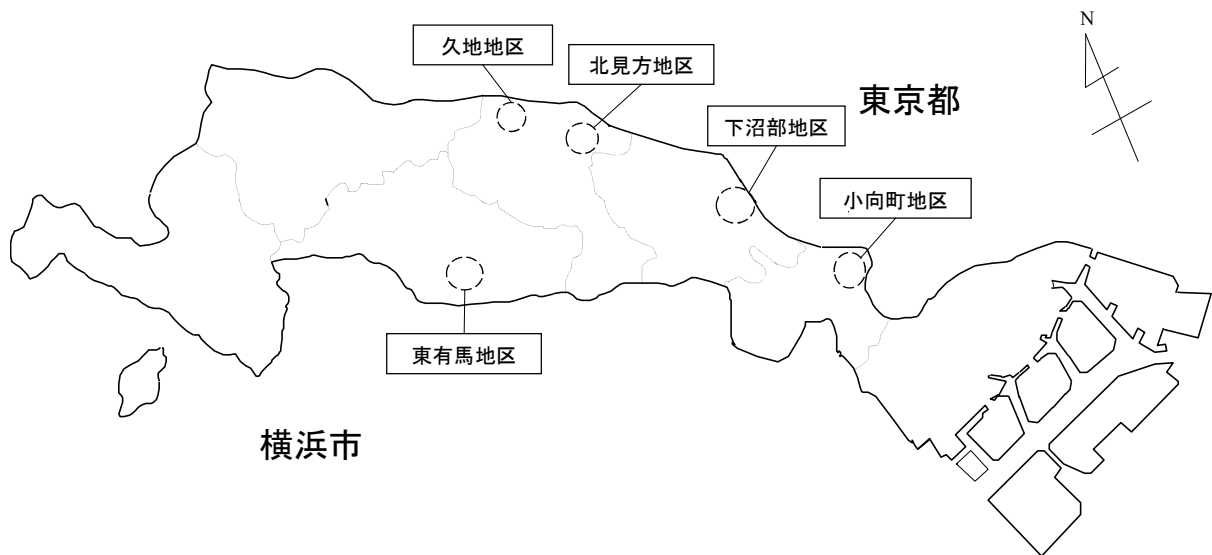 久地地区
N
北見方地区
東京都
下沼部地区
小向町地区
東有馬地区
横浜市